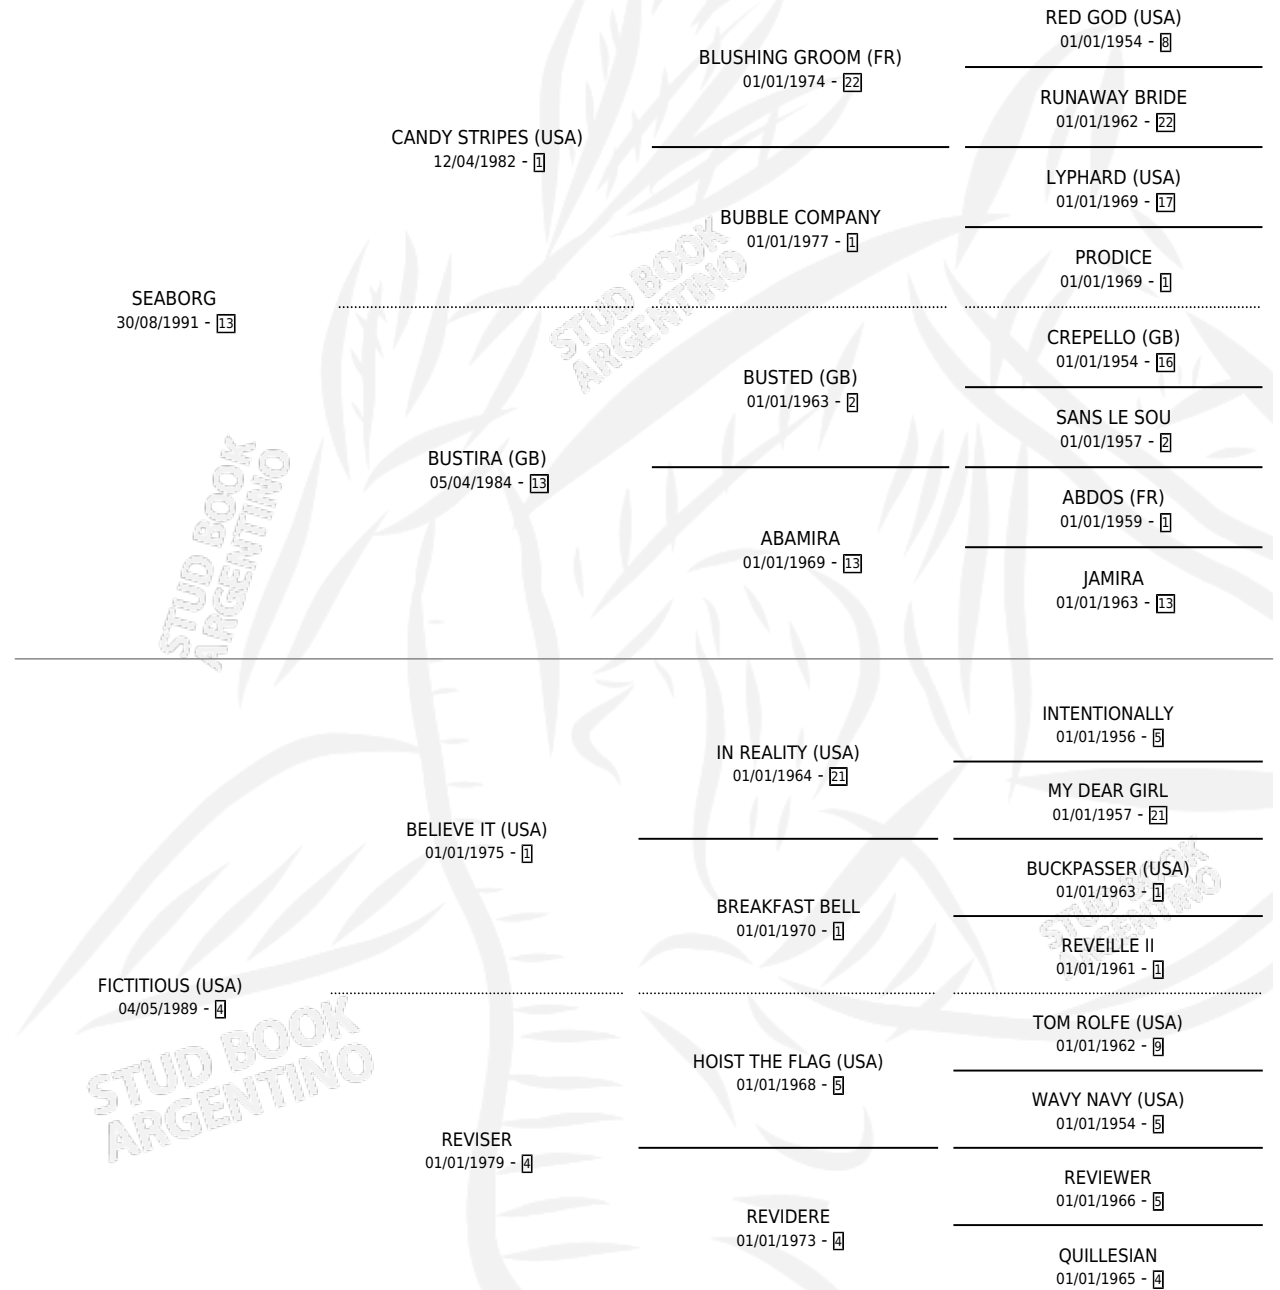 RED GOD (USA)
01/01/1954 - 8
BLUSHING GROOM (FR)
01/01/1974 - 22
RUNAWAY BRIDE
01/01/1962 - 22
CANDY STRIPES (USA)
12/04/1982 - 1
LYPHARD (USA)
01/01/1969 - 17
BUBBLE COMPANY
01/01/1977 - 1
PRODICE
01/01/1969 - 1
SEABORG
30/08/1991 - 13
STUD BOOK
ARGENTINO
CREPELLO (GB)
01/01/1954 - 16
BUSTED (GB)
01/01/1963 - 2
SANS LE SOU
01/01/1957 - 2
BUSTIRA (GB)
05/04/1984 - 13
STUD BOOK
ARGENTINO
ABDOS (FR)
01/01/1959 - 1
ABAMIRA
01/01/1969 - 13
JAMIRA
01/01/1963 - 13
INTENTIONALLY
01/01/1956 - 5
IN REALITY (USA)
01/01/1964 - 21
MY DEAR GIRL
01/01/1957 - 21
BELIEVE IT (USA)
01/01/1975 - 1
BUCKPASSER (USA)
01/01/1963 - 1
STUD BOOK
ARGENTINO
BREAKFAST BELL
01/01/1970 - 1
REVEILLE II
01/01/1961 - 1
FICTITIOUS (USA)
04/05/1989 - 4
STUD BOOK
ARGENTINO
TOM ROLFE (USA)
01/01/1962 - 9
HOIST THE FLAG (USA)
01/01/1968 - 5
WAVY NAVY (USA)
01/01/1954 - 5
REVISER
01/01/1979 - 4
REVIEWER
01/01/1966 - 5
REVIDERE
01/01/1973 - 4
QUILLESIAN
01/01/1965 - 4